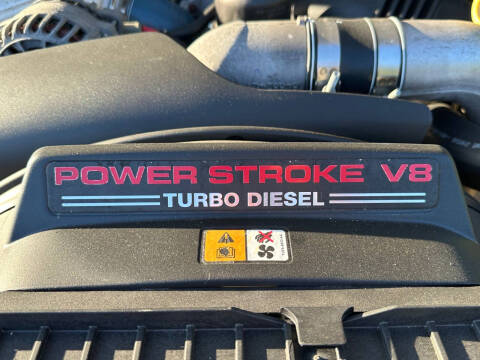 POWER STROKE V8
TURBO DIESEL